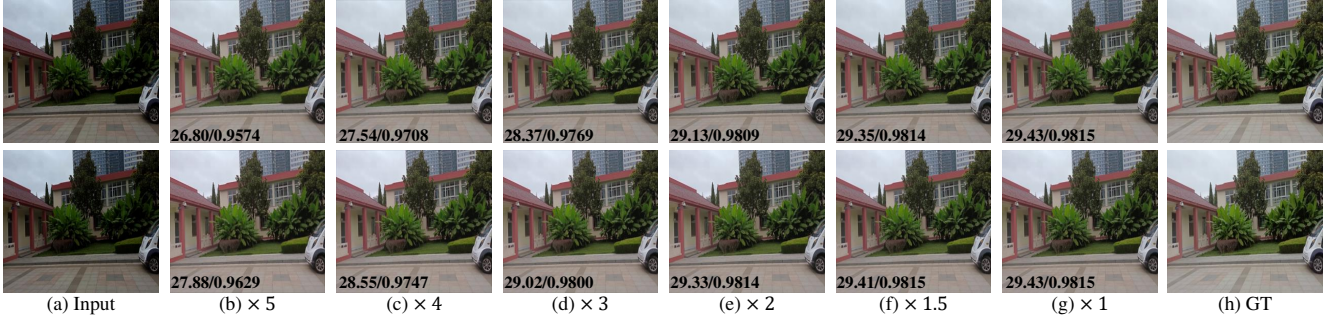 26.80/0.9574 27.54/0.9708 28.37/0.9769 29.13/0.9809 29.35/0.9814 29.43/0.9815
27.88/0.9629 28.55/0.9747 29.02/0.9800 29.33/0.9814 29.41/0.9815 29.43/0.9815
(a) Input (b) × 5 (c) × 4 (d) × 3 (e) × 2 (f) × 1.5 (g) × 1 (h) GT